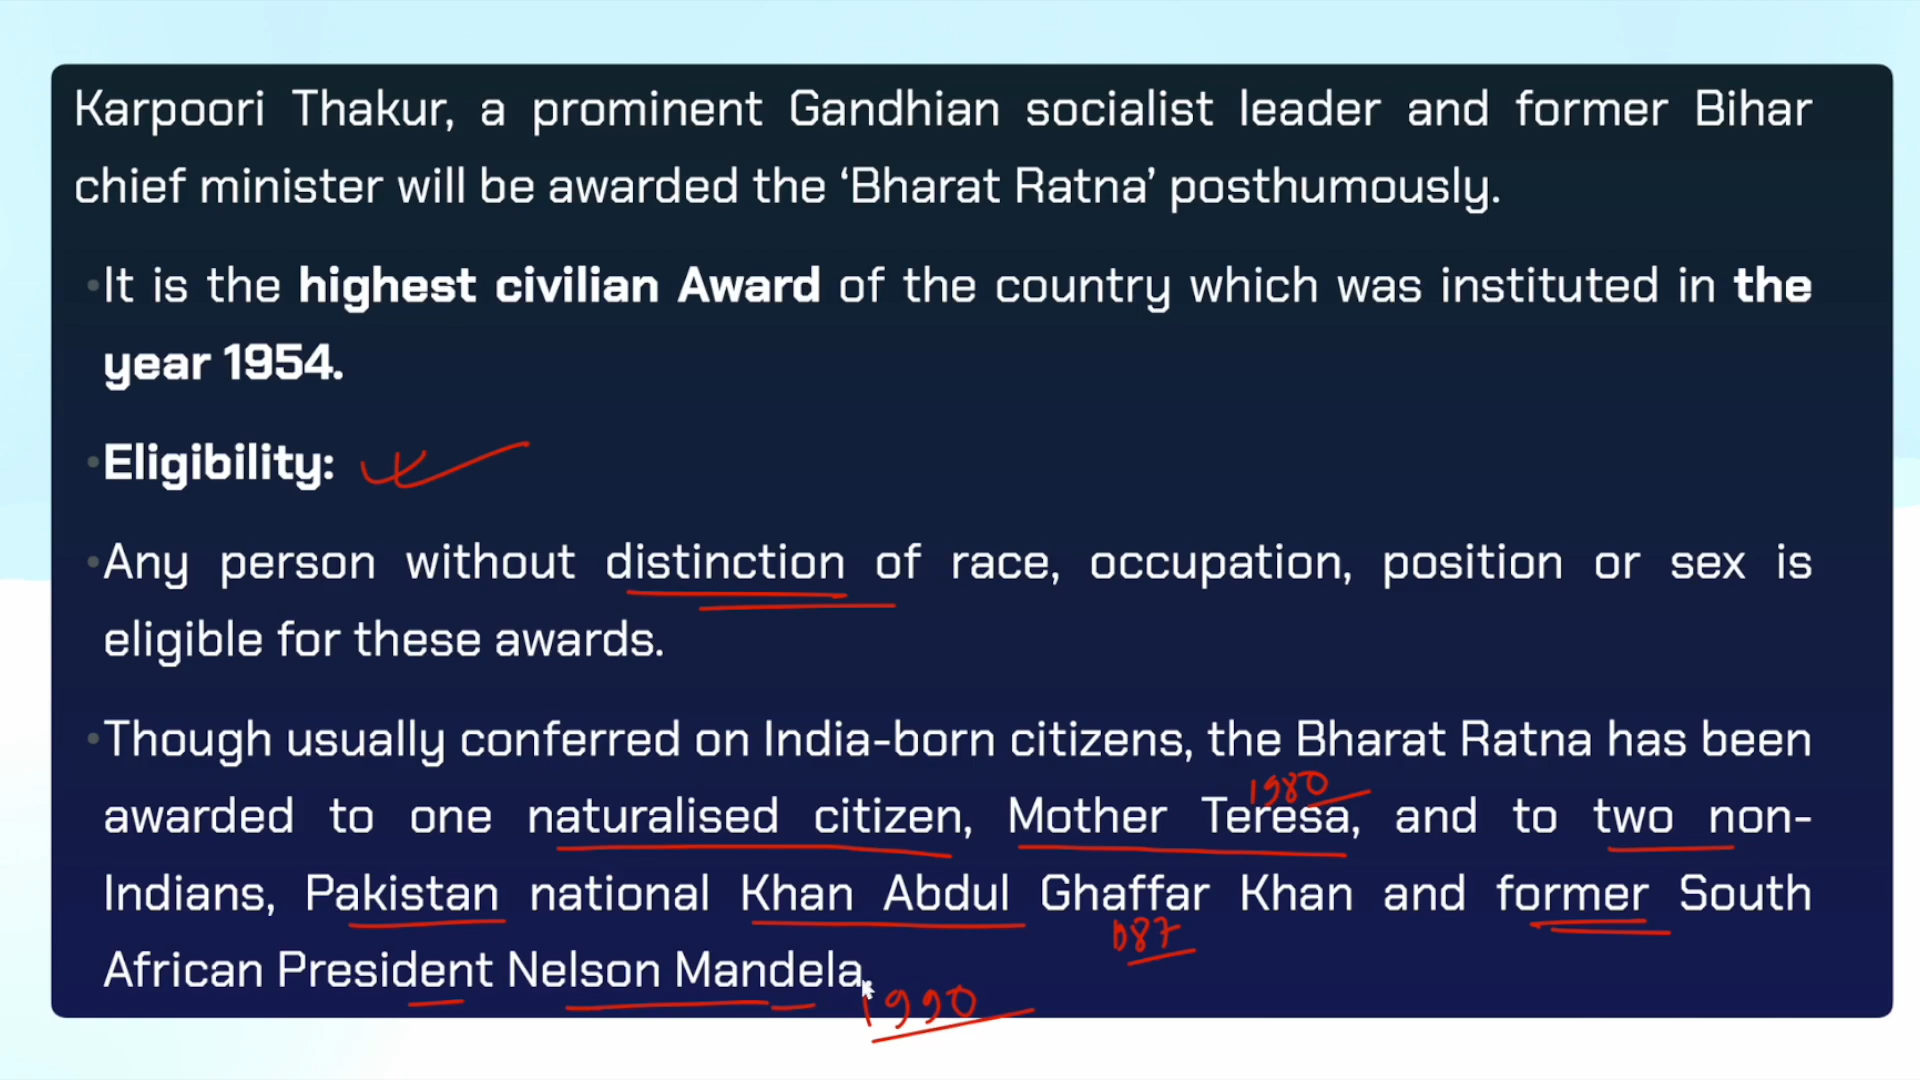 Karpoori Thakur, a prominent Gandhian socialist leader and former Bihar
chief minister will be awarded the ‘Bharat Ratna’ posthumously.
•It is the highest civilian Award of the country which was instituted in the
year 1954.
•Eligibility:
•Any person without distinction of race, occupation, position or sex is
eligible for these awards.
•Though usually conferred on India-born citizens, the Bharat Ratna has been
1980
awarded to one naturalised citizen, Mother Teresa, and to two non-
Indians, Pakistan national Khan Abdul Ghaffar Khan and former South
African President Nelson Mandela.
1990